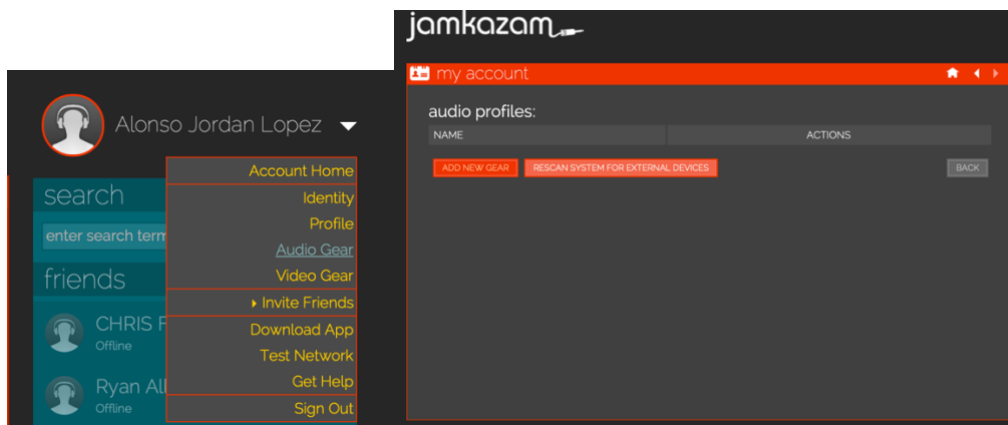 Alonso Jordan Lopez
Account Home
Identity
Profile
Audio Gear
Video Gear
Invite Friends
Download App
Test Network
Get Help
Sign Out
search
enter search term
friends
CHRIS F
Offline
Ryan All
Offline
jamkazam
my account
audio profiles:
NAME ACTIONS
ADD NEW GEAR RESCAN SYSTEM FOR EXTERNAL DEVICES BACK